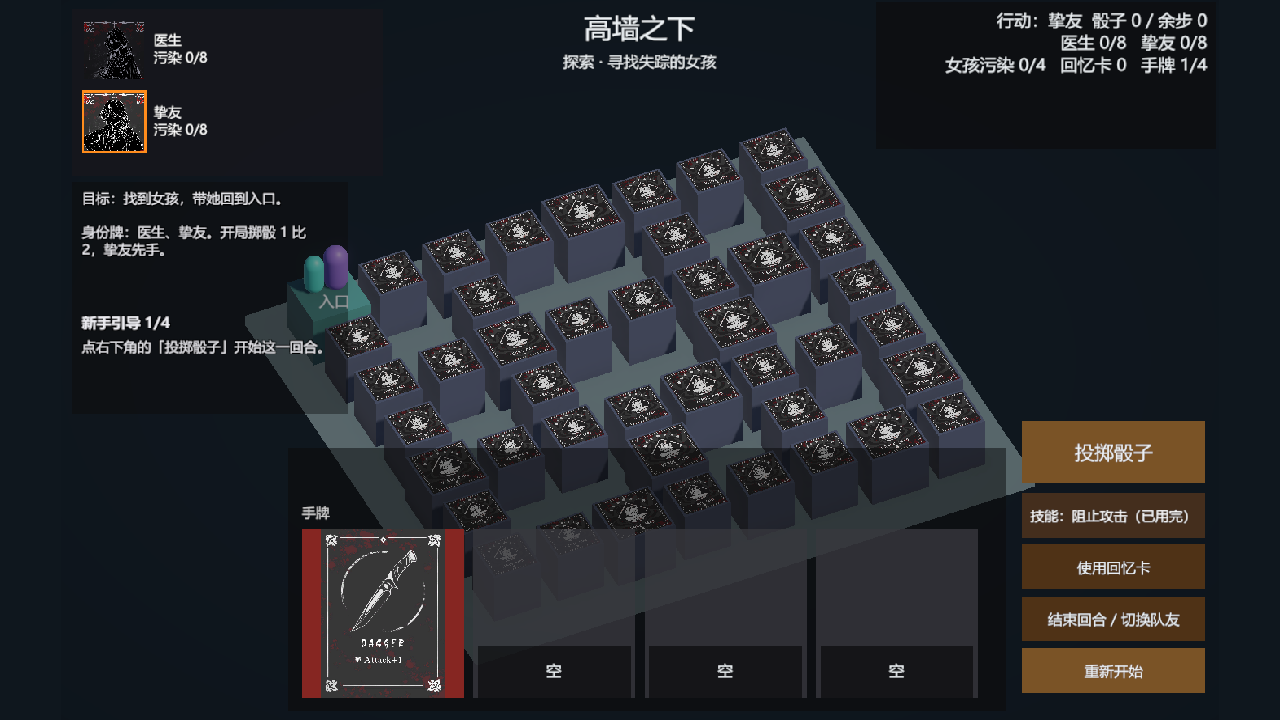 医生
污染 0/8
挚友
污染 0/8
高墙之下
探索 · 寻找失踪的女孩
行动：挚友 骰子 0 / 余步 0
医生 0/8 挚友 0/8
女孩污染 0/4 回忆卡 0 手牌 1/4
目标：找到女孩，带她回到入口。
身份牌：医生、挚友。开局掷骰 1 比
2，挚友先手。
新手引导 1/4
点右下角的「投掷骰子」开始这一回合。
入口
手牌
DAGGER
Attack+1
空
空
空
投掷骰子
技能：阻止攻击（已用完）
使用回忆卡
结束回合 / 切换队友
重新开始